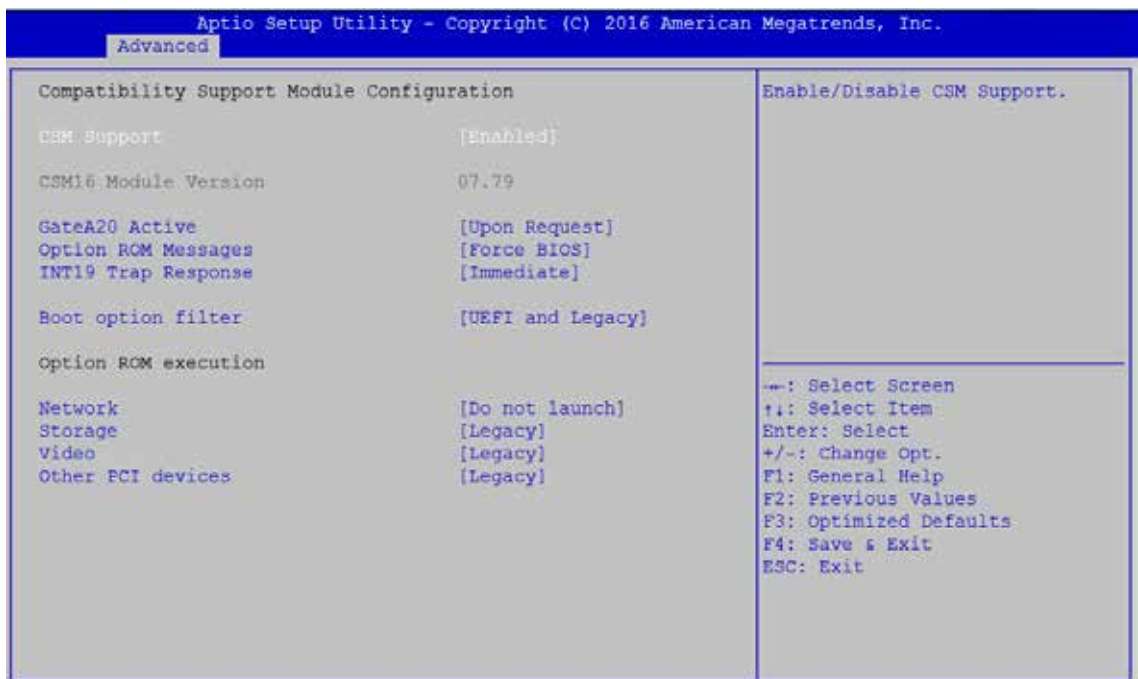 Aptio Setup Utility - Copyright (C) 2016 American Megatrends, Inc.
Advanced
Compatibility Support Module Configuration
CSM Support [Enabled]
CSM16 Module Version 07.79
GateA20 Active [Upon Request]
Option ROM Messages [Force BIOS]
INT19 Trap Response [Immediate]
Boot option filter [UEFI and Legacy]
Option ROM execution
Network [Do not launch]
Storage [Legacy]
Video [Legacy]
Other PCI devices [Legacy]
Enable/Disable CSM Support.
→←: Select Screen
↑↓: Select Item
Enter: Select
+/-: Change Opt.
F1: General Help
F2: Previous Values
F3: Optimized Defaults
F4: Save & Exit
ESC: Exit